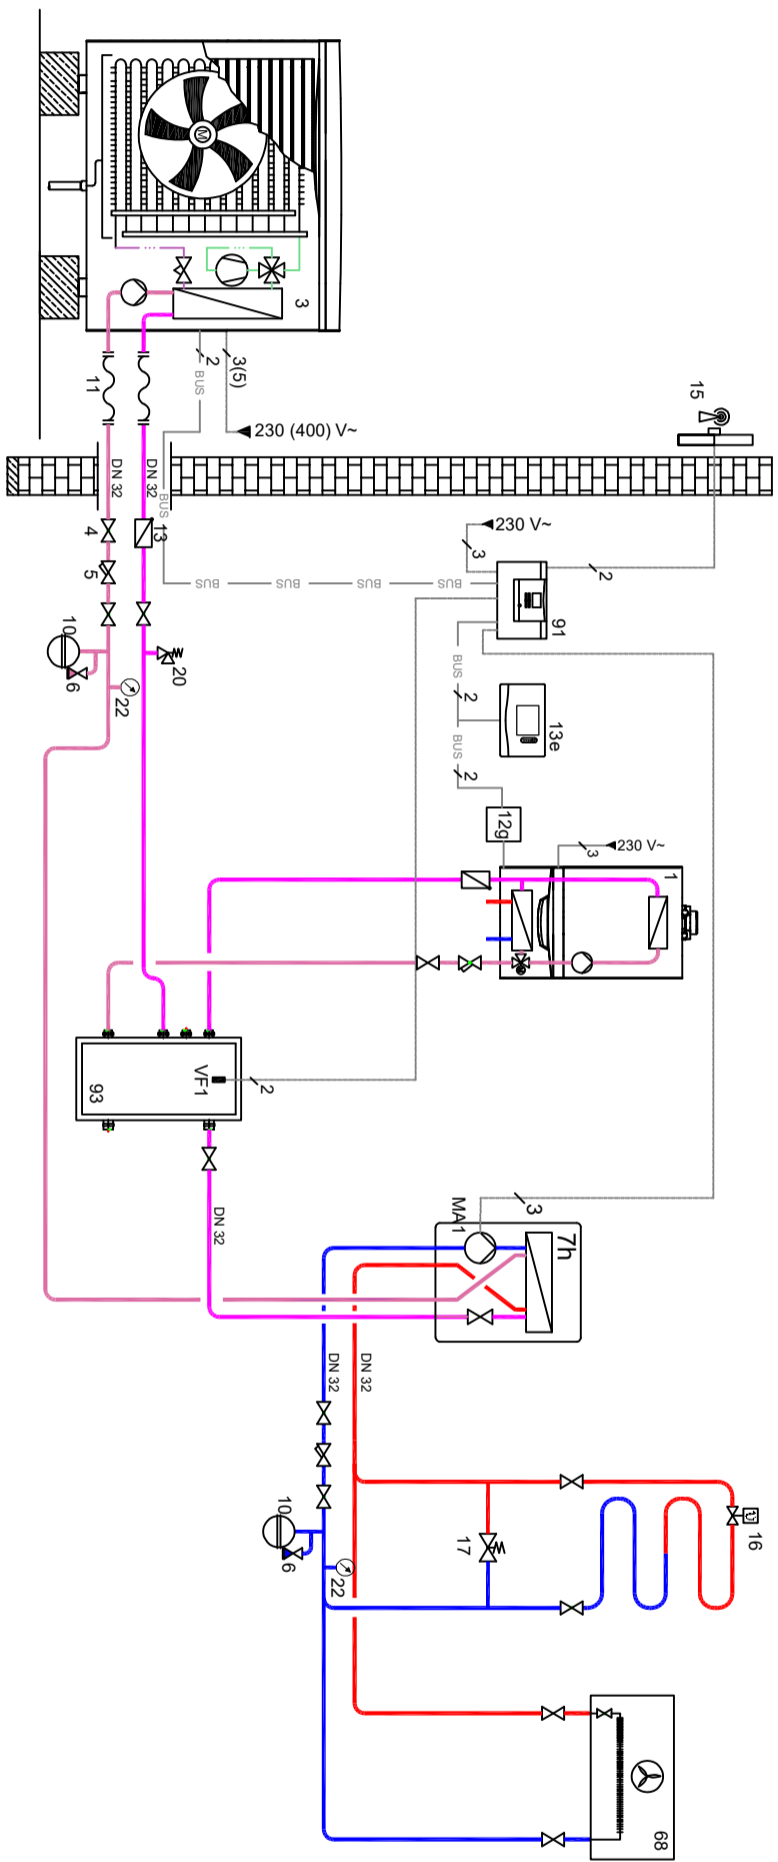 M
3
3(5)
2
BUS
230 (400) V~
11
15
DN 32
DN 32
BUS
4
13
5
230 V~
3
2
BUS
BUS
BUS
BUS
91
10
6
20
22
BUS
2
13e
BUS
2
12g
230 V~
3
1
VF1
2
93
DN 32
MA1
3
7h
DN 32
DN 32
10
6
22
17
16
68